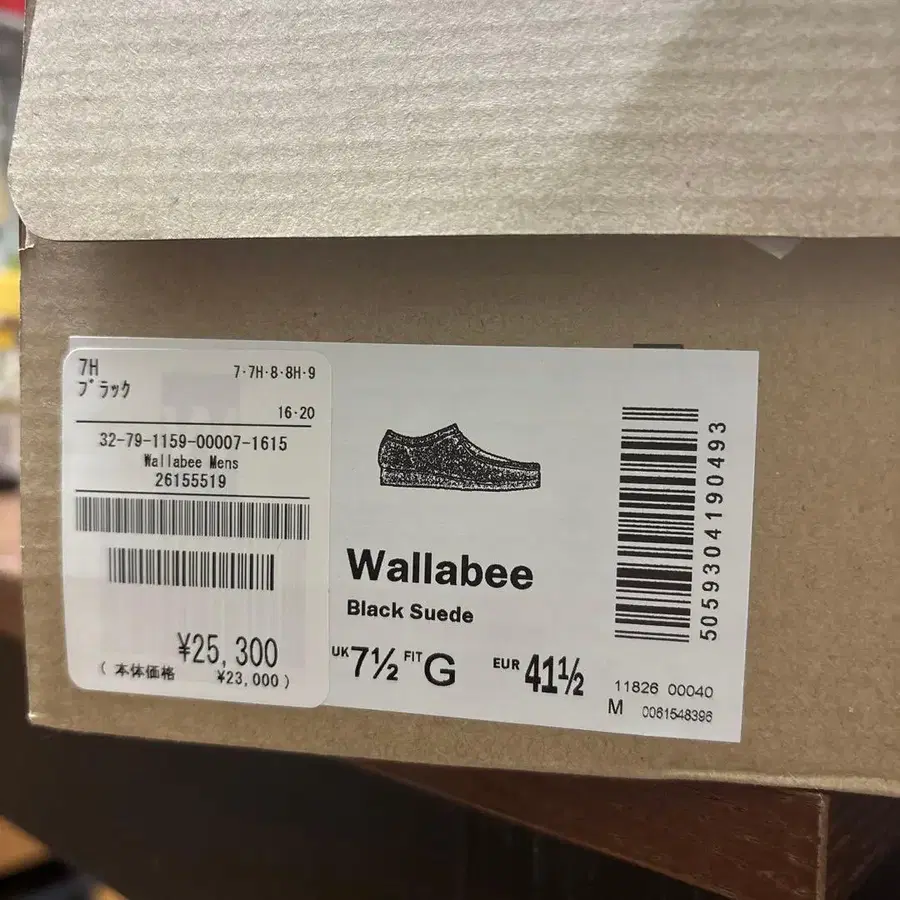 7H
7・7H・8・8H・9
ブラック
16・20
32-79-1159-00007-1615
Wallabee Mens
26155519
¥25,300
(本体価格 ¥23,000)
Wallabee
Black Suede
UK 7½ FIT G EUR 41½
5059304190493
11826 00040
M 0061548396